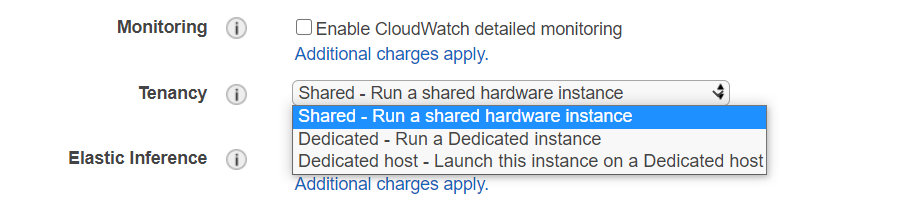 Monitoring
Enable CloudWatch detailed monitoring
Additional charges apply.
Tenancy
Shared - Run a shared hardware instance
Shared - Run a shared hardware instance
Dedicated - Run a Dedicated instance
Dedicated host - Launch this instance on a Dedicated host
Elastic Inference
Additional charges apply.